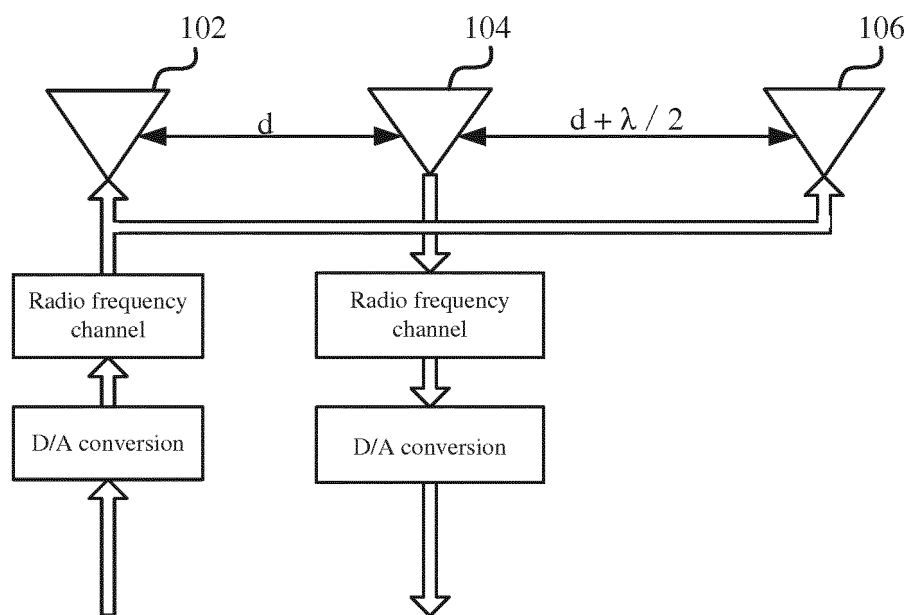 102
104
106
d
d + λ / 2
Radio frequency
channel
Radio frequency
channel
D/A conversion
D/A conversion